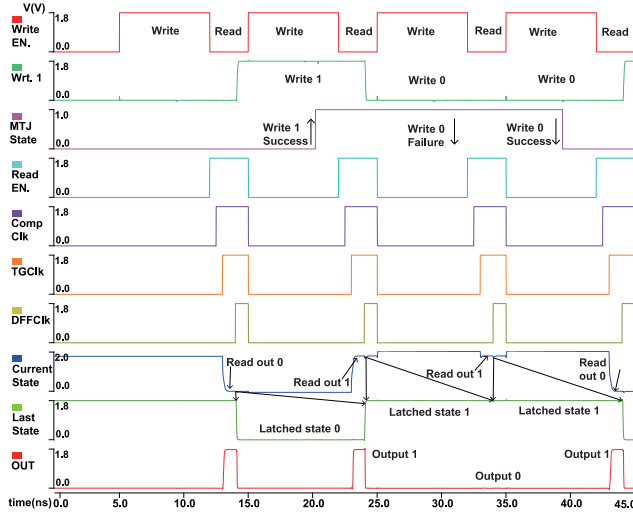 V(V)
Write EN.
1.8
0.0
Write
Read
Write
Read
Write
Read
Write
Read
Wrt. 1
1.8
0.0
Write 1
Write 0
Write 0
MTJ State
1.0
0.0
Write 1
Success
Write 0
Failure
Write 0
Success
Read EN.
1.8
0.0
Comp Clk
1.8
0.0
TGClk
1.8
0.0
DFFClk
1.8
0.0
Current State
2.0
0.0
Read out 0
Read out 1
Read out 1
Read
out 0
Last State
1.8
0.0
Latched state 0
Latched state 1
Latched state 1
OUT
1.8
0.0
Output 1
Output 0
Output 1
time(ns) 0.0 5.0 10.0 15.0 20.0 25.0 30.0 35.0 40.0 45.0